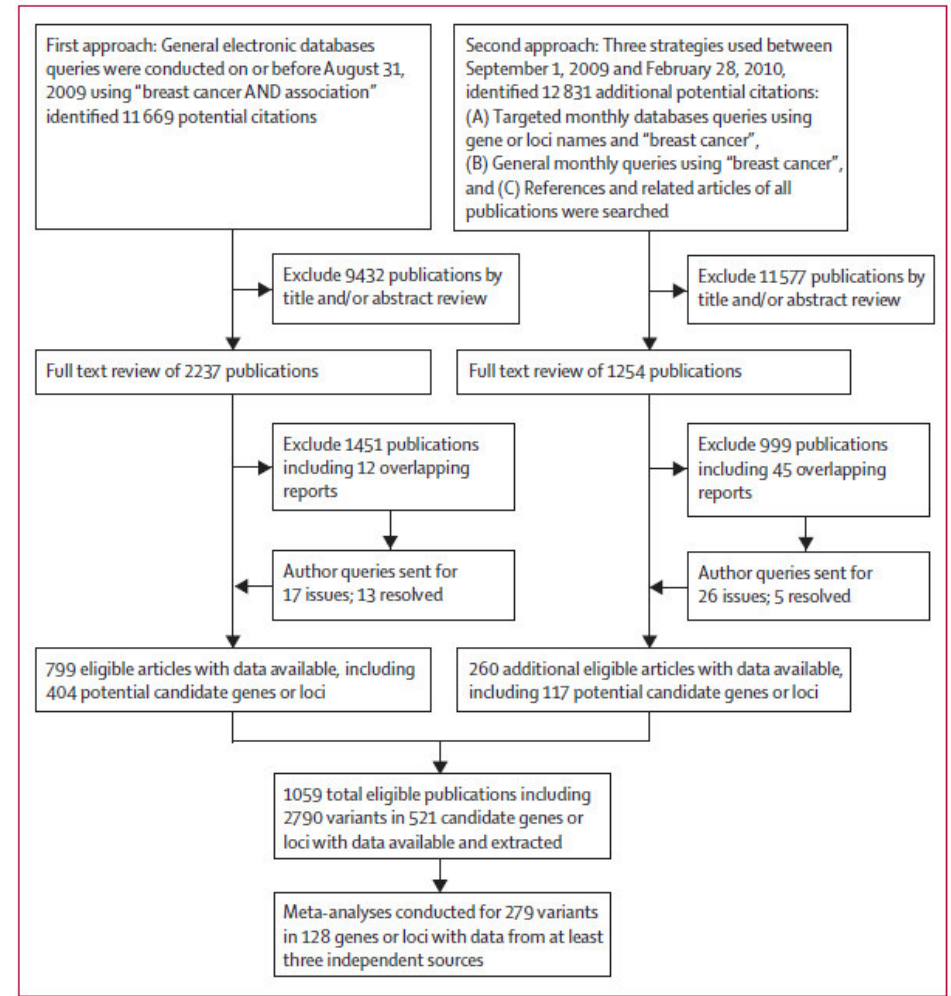 First approach: General electronic databases
queries were conducted on or before August 31,
2009 using “breast cancer AND association”
identified 11 669 potential citations
Second approach: Three strategies used between
September 1, 2009 and February 28, 2010,
identified 12 831 additional potential citations:
(A) Targeted monthly databases queries using
gene or loci names and “breast cancer”,
(B) General monthly queries using “breast cancer”,
and (C) References and related articles of all
publications were searched
Exclude 9432 publications by
title and/or abstract review
Exclude 11 577 publications by
title and/or abstract review
Full text review of 2237 publications
Full text review of 1254 publications
Exclude 1451 publications
including 12 overlapping
reports
Exclude 999 publications
including 45 overlapping
reports
Author queries sent for
17 issues; 13 resolved
Author queries sent for
26 issues; 5 resolved
799 eligible articles with data available, including
404 potential candidate genes or loci
260 additional eligible articles with data available,
including 117 potential candidate genes or loci
1059 total eligible publications including
2790 variants in 521 candidate genes or
loci with data available and extracted
Meta-analyses conducted for 279 variants
in 128 genes or loci with data from at least
three independent sources